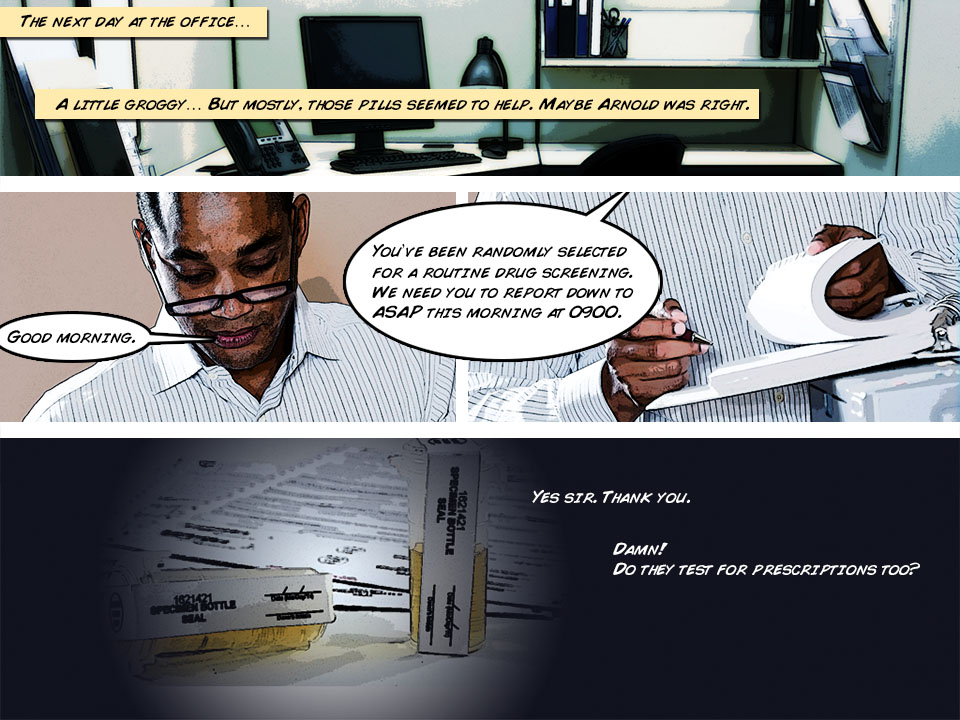 The next day at the office...
A little groggy... But mostly, those pills seemed to help. Maybe Arnold was right.
Good morning.
You've been randomly selected
for a routine drug screening.
We need you to report down to
ASAP this morning at 0900.
Yes sir. Thank you.
Damn!
Do they test for prescriptions too?
1621421
SPECIMEN BOTTLE
SEAL
1621421
SPECIMEN BOTTLE
SEAL